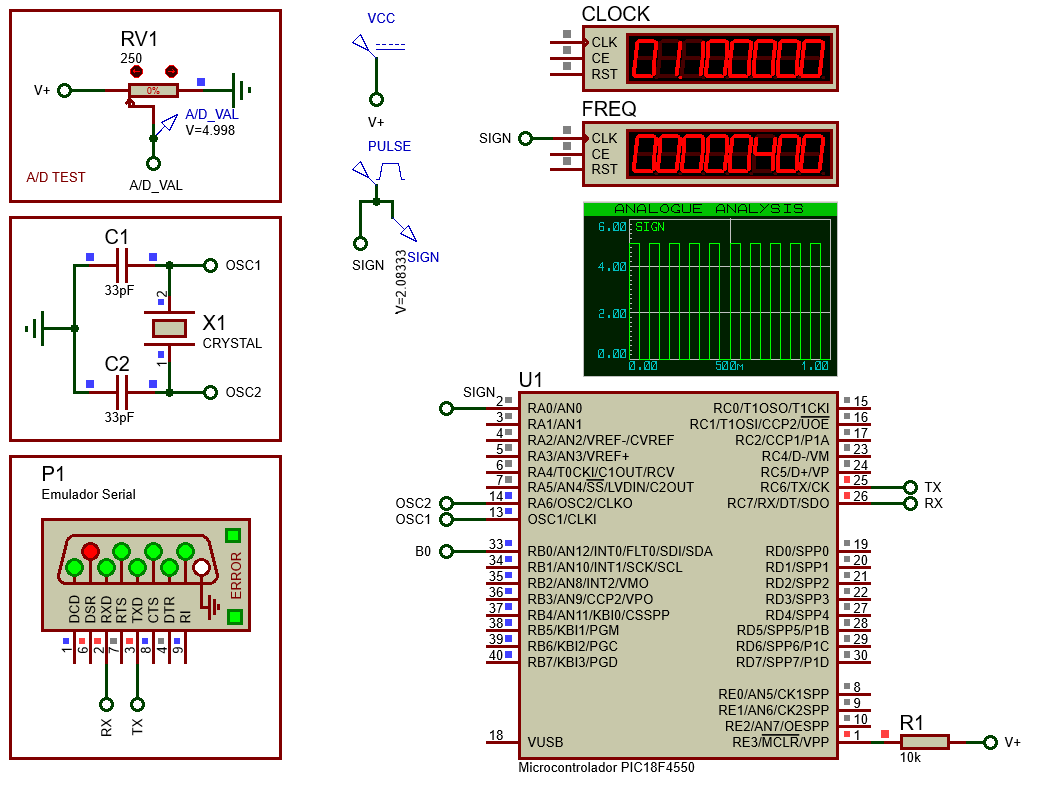 CLOCK
CLK
CE
RST
FREQ
SIGN
CLK
CE
RST
ANALOGUE ANALYSIS
SIGN
6.00
4.00
2.00
0.00
0.00 500m 1.00
RV1
250
V+
0%
A/D_VAL
V=4.998
A/D TEST
A/D_VAL
VCC
V+
PULSE
SIGN
SIGN
V=2.08333
C1
33pF
OSC1
2
X1
CRYSTAL
1
C2
33pF
OSC2
P1
Emulador Serial
ERROR
DCD
DSR
RXD
RTS
TXD
CTS
DTR
RI
1
6
2
7
3
8
4
9
RX
TX
U1
SIGN
2 RA0/AN0
3 RA1/AN1
4 RA2/AN2/VREF-/CVREF
5 RA3/AN3/VREF+
6 RA4/T0CKI/C1OUT/RCV
7 RA5/AN4/SS/LVDIN/C2OUT
OSC2 14 RA6/OSC2/CLKO
OSC1 13 OSC1/CLKI
B0 33 RB0/AN12/INT0/FLT0/SDI/SDA
34 RB1/AN10/INT1/SCK/SCL
35 RB2/AN8/INT2/VMO
36 RB3/AN9/CCP2/VPO
37 RB4/AN11/KBI0/CSSPP
38 RB5/KBI1/PGM
39 RB6/KBI2/PGC
40 RB7/KBI3/PGD
18 VUSB
RC0/T1OSO/T1CKI 15
RC1/T1OSI/CCP2/UOE 16
RC2/CCP1/P1A 17
RC4/D-/VM 23
RC5/D+/VP 24
RC6/TX/CK 25 TX
RC7/RX/DT/SDO 26 RX
RD0/SPP0 19
RD1/SPP1 20
RD2/SPP2 21
RD3/SPP3 22
RD4/SPP4 27
RD5/SPP5/P1B 28
RD6/SPP6/P1C 29
RD7/SPP7/P1D 30
RE0/AN5/CK1SPP 8
RE1/AN6/CK2SPP 9
RE2/AN7/OESPP 10
RE3/MCLR/VPP 1
R1
10k
V+
Microcontrolador PIC18F4550